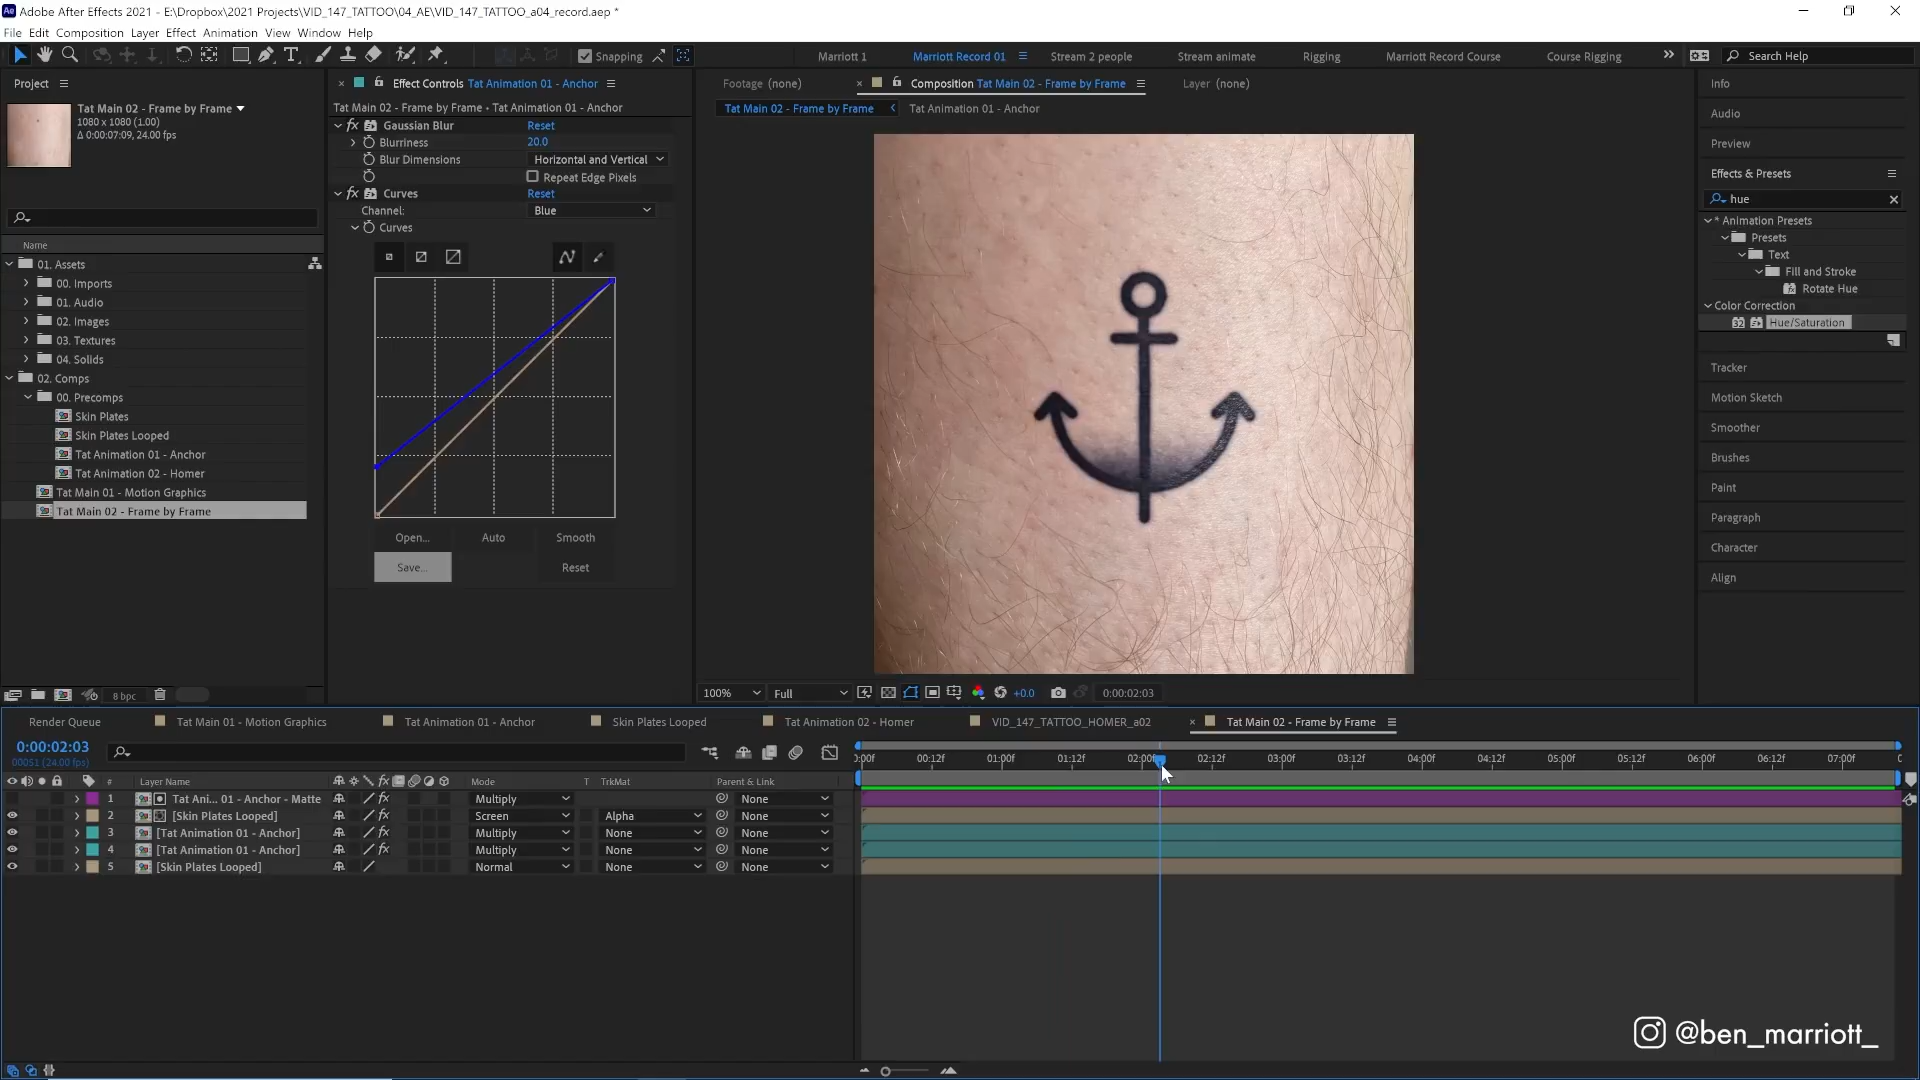 Adobe After Effects 2021 - E:\Dropbox\2021 Projects\VID_147_TATTOO\04_AE\VID_147_TATTOO_a04_record.aep *
File Edit Composition Layer Effect Animation View Window Help
Snapping
Marriott 1 Marriott Record 01 Stream 2 people Stream animate Rigging Marriott Record Course Course Rigging Search Help
Project
Tat Main 02 - Frame by Frame
1080 x 1080 (1.00)
Δ 0:00:07:09, 24.00 fps
Name
01. Assets
00. Imports
01. Audio
02. Images
03. Textures
04. Solids
02. Comps
00. Precomps
Skin Plates
Skin Plates Looped
Tat Animation 01 - Anchor
Tat Animation 02 - Homer
Tat Main 01 - Motion Graphics
Tat Main 02 - Frame by Frame
8 bpc
Effect Controls Tat Animation 01 - Anchor
Tat Main 02 - Frame by Frame • Tat Animation 01 - Anchor
fx Gaussian Blur Reset
Blurriness 20.0
Blur Dimensions Horizontal and Vertical
Repeat Edge Pixels
fx Curves Reset
Channel: Blue
Curves
Open... Auto Smooth
Save... Reset
Footage (none) Composition Tat Main 02 - Frame by Frame Layer (none)
Tat Main 02 - Frame by Frame Tat Animation 01 - Anchor
100% Full +0.0 0:00:02:03
Info
Audio
Preview
Effects & Presets
hue
* Animation Presets
Presets
Text
Fill and Stroke
Rotate Hue
Color Correction
32 Hue/Saturation
Tracker
Motion Sketch
Smoother
Brushes
Paint
Paragraph
Character
Align
Render Queue Tat Main 01 - Motion Graphics Tat Animation 01 - Anchor Skin Plates Looped Tat Animation 02 - Homer VID_147_TATTOO_HOMER_a02 Tat Main 02 - Frame by Frame
0:00:02:03
00051 (24.00 fps)
:00f 00:12f 01:00f 01:12f 02:00f 02:12f 03:00f 03:12f 04:00f 04:12f 05:00f 05:12f 06:00f 06:12f 07:00f
# Layer Name Mode T TrkMat Parent & Link
1 Tat Ani... 01 - Anchor - Matte fx Multiply None
2 [Skin Plates Looped] Screen Alpha None
3 [Tat Animation 01 - Anchor] fx Multiply None None
4 [Tat Animation 01 - Anchor] fx Multiply None None
5 [Skin Plates Looped] Normal None None
@ben_marriott_